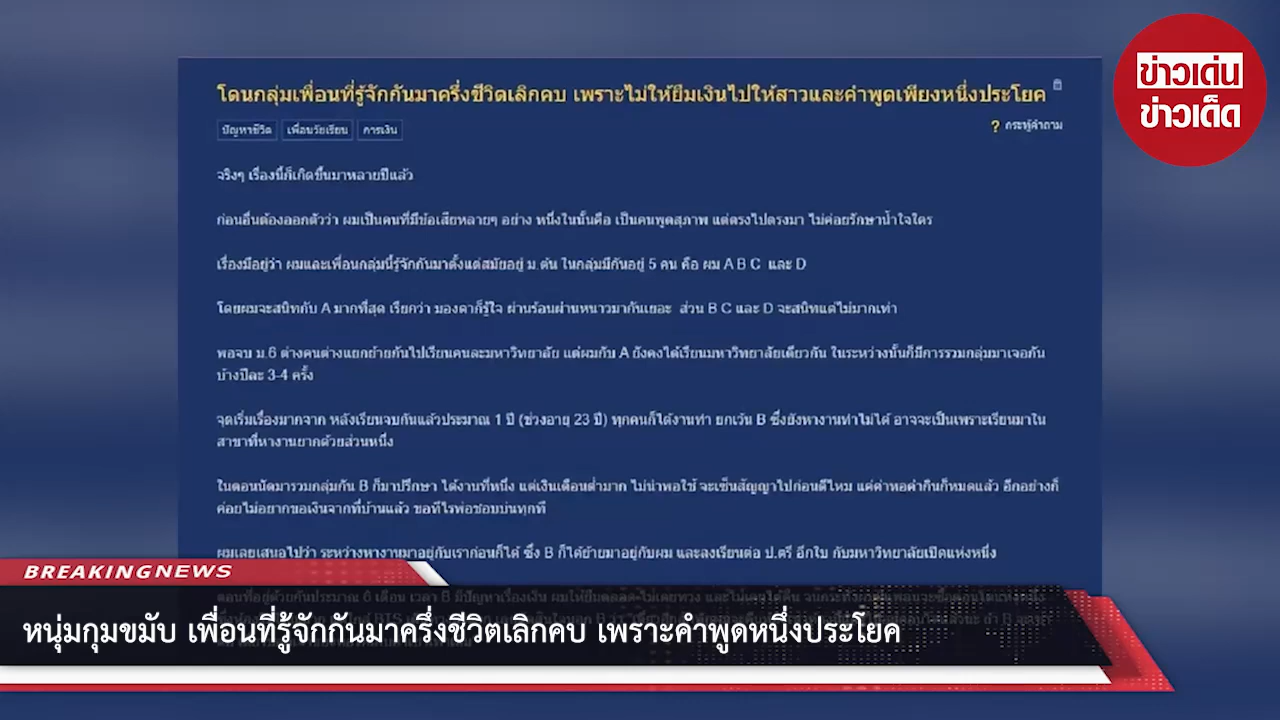 ข่าวเด่น
ข่าวเด็ด
โดนกลุ่มเพื่อนที่รู้จักกันมาครึ่งชีวิตเลิกคบ เพราะไม่ให้ยืมเงินไปให้สาวและคำพูดเพียงหนึ่งประโยค
ปัญหาชีวิต เพื่อนวัยเรียน การเงิน
? กระทู้คำถาม
จริงๆ เรื่องนี้ก็เกิดขึ้นมาหลายปีแล้ว
ก่อนอื่นต้องออกตัวว่า ผมเป็นคนที่มีข้อเสียหลายๆ อย่าง หนึ่งในนั้นคือ เป็นคนพูดสุภาพ แต่ตรงไปตรงมา ไม่ค่อยรักษาน้ำใจใคร
เรื่องมีอยู่ว่า ผมและเพื่อนกลุ่มนี้รู้จักกันมาตั้งแต่สมัยอยู่ ม.ต้น ในกลุ่มมีกันอยู่ 5 คน คือ ผม A B C และ D
โดยผมจะสนิทกับ A มากที่สุด เรียกว่า มองตาก็รู้ใจ ผ่านร้อนผ่านหนาวมากันเยอะ ส่วน B C และ D จะสนิทแต่ไม่มากเท่า
พอจบ ม.6 ต่างคนต่างแยกย้ายกันไปเรียนคนละมหาวิทยาลัย แต่ผมกับ A ยังคงได้เรียนมหาวิทยาลัยเดียวกัน ในระหว่างนั้นก็มีการรวมกลุ่มมาเจอกัน
บ้างปีละ 3-4 ครั้ง
จุดเริ่มเรื่องมาจาก หลังเรียนจบกันแล้วประมาณ 1 ปี (ช่วงอายุ 23 ปี) ทุกคนก็ได้งานทำ ยกเว้น B ซึ่งยังหางานทำไม่ได้ อาจจะเป็นเพราะเรียนมาใน
สาขาที่หางานยากด้วยส่วนหนึ่ง
ในตอนนัดมารวมกลุ่มกัน B ก็มาปรึกษา ได้งานที่หนึ่ง แต่เงินเดือนต่ำมาก ไม่น่าพอใช้ จะเซ็นสัญญาไปก่อนดีไหม แค่ค่าหอค่ากินก็หมดแล้ว อีกอย่างก็
ค่อยไม่อยากขอเงินจากที่บ้านแล้ว ขอทีไรพ่อชอบบ่นทุกที
ผมเลยเสนอไปว่า ระหว่างหางานมาอยู่กับเราก่อนก็ได้ ซึ่ง B ก็ได้ย้ายมาอยู่กับผม และลงเรียนต่อ ป.ตรี อีกใบ กับมหาวิทยาลัยเปิดแห่งหนึ่ง
BREAKINGNEWS
หนุ่มกุมขมับ เพื่อนที่รู้จักกันมาครึ่งชีวิตเลิกคบ เพราะคำพูดหนึ่งประโยค